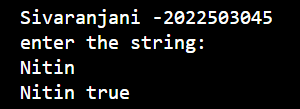 Sivaranjani -2022503045
enter the string:
Nitin
Nitin true